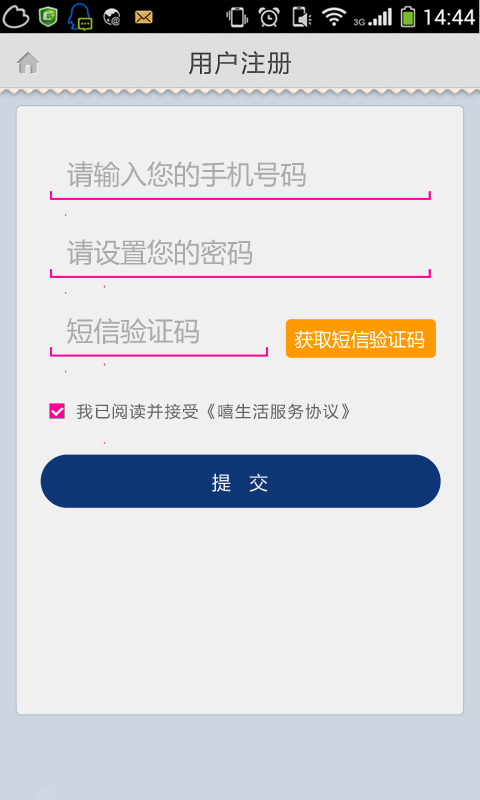 3G 14:44
用户注册
请输入您的手机号码
请设置您的密码
短信验证码 获取短信验证码
我已阅读并接受《嘻生活服务协议》
提 交